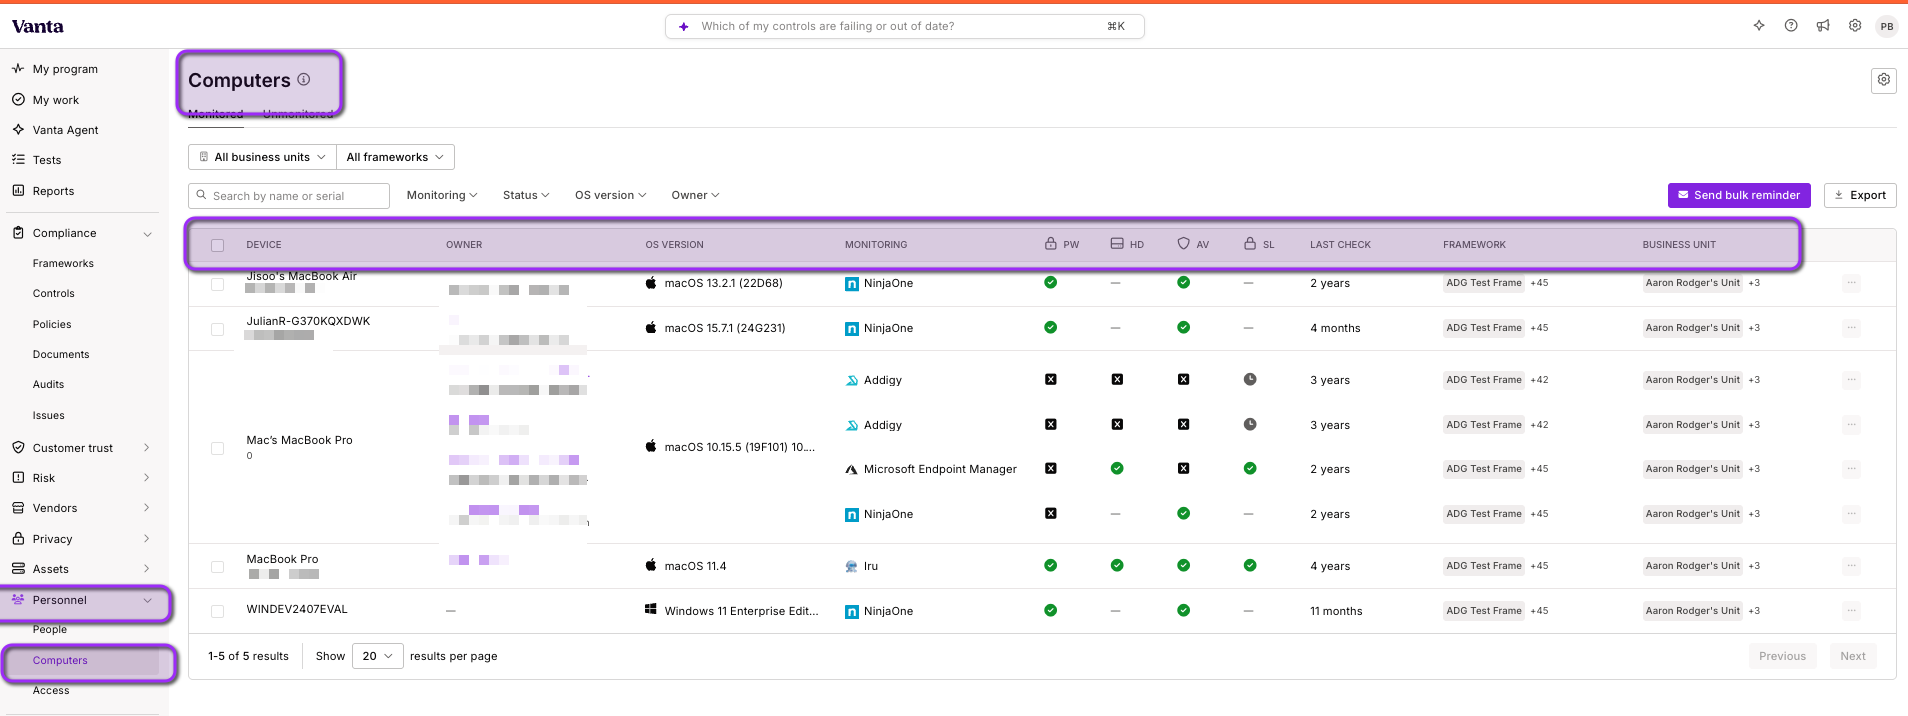 Vanta
Which of my controls are failing or out of date? ⌘K
PB
My program
My work
Vanta Agent
Tests
Reports
Compliance
Frameworks
Controls
Policies
Documents
Audits
Issues
Customer trust
Risk
Vendors
Privacy
Assets
Personnel
People
Computers
Access
Computers
Monitored Unmonitored
All business units All frameworks
Search by name or serial Monitoring Status OS version Owner Send bulk reminder Export
DEVICE OWNER OS VERSION MONITORING PW HD AV SL LAST CHECK FRAMEWORK BUSINESS UNIT
Jisoo's MacBook Air macOS 13.2.1 (22D68) NinjaOne — — 2 years ADG Test Frame +45 Aaron Rodger's Unit +3 ...
JulianR-G370KQXDWK macOS 15.7.1 (24G231) NinjaOne — — 4 months ADG Test Frame +45 Aaron Rodger's Unit +3 ...
Addigy 3 years ADG Test Frame +42 Aaron Rodger's Unit +3 ...
Addigy 3 years ADG Test Frame +42 Aaron Rodger's Unit +3 ...
Mac’s MacBook Pro macOS 10.15.5 (19F101) 10....
0
Microsoft Endpoint Manager 2 years ADG Test Frame +45 Aaron Rodger's Unit +3 ...
NinjaOne — — 2 years ADG Test Frame +45 Aaron Rodger's Unit +3 ...
MacBook Pro macOS 11.4 Iru 4 years ADG Test Frame +45 Aaron Rodger's Unit +3 ...
WINDEV2407EVAL — Windows 11 Enterprise Edit... NinjaOne — — 11 months ADG Test Frame +45 Aaron Rodger's Unit +3 ...
1-5 of 5 results Show 20 results per page Previous Next